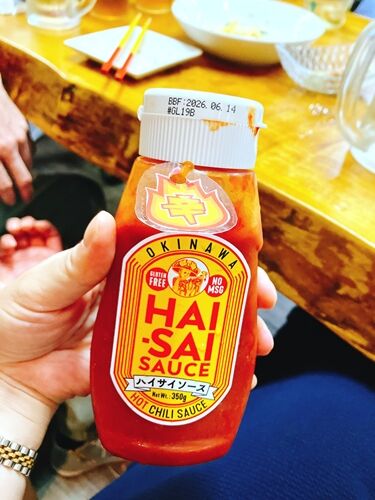 BBF:2026.06.14
#GL19B
辛
OKINAWA
GLUTEN FREE
NO MSG
HAI
-SAI
SAUCE
ハイサイソース
Net Wt. 350g
HOT CHILI SAUCE